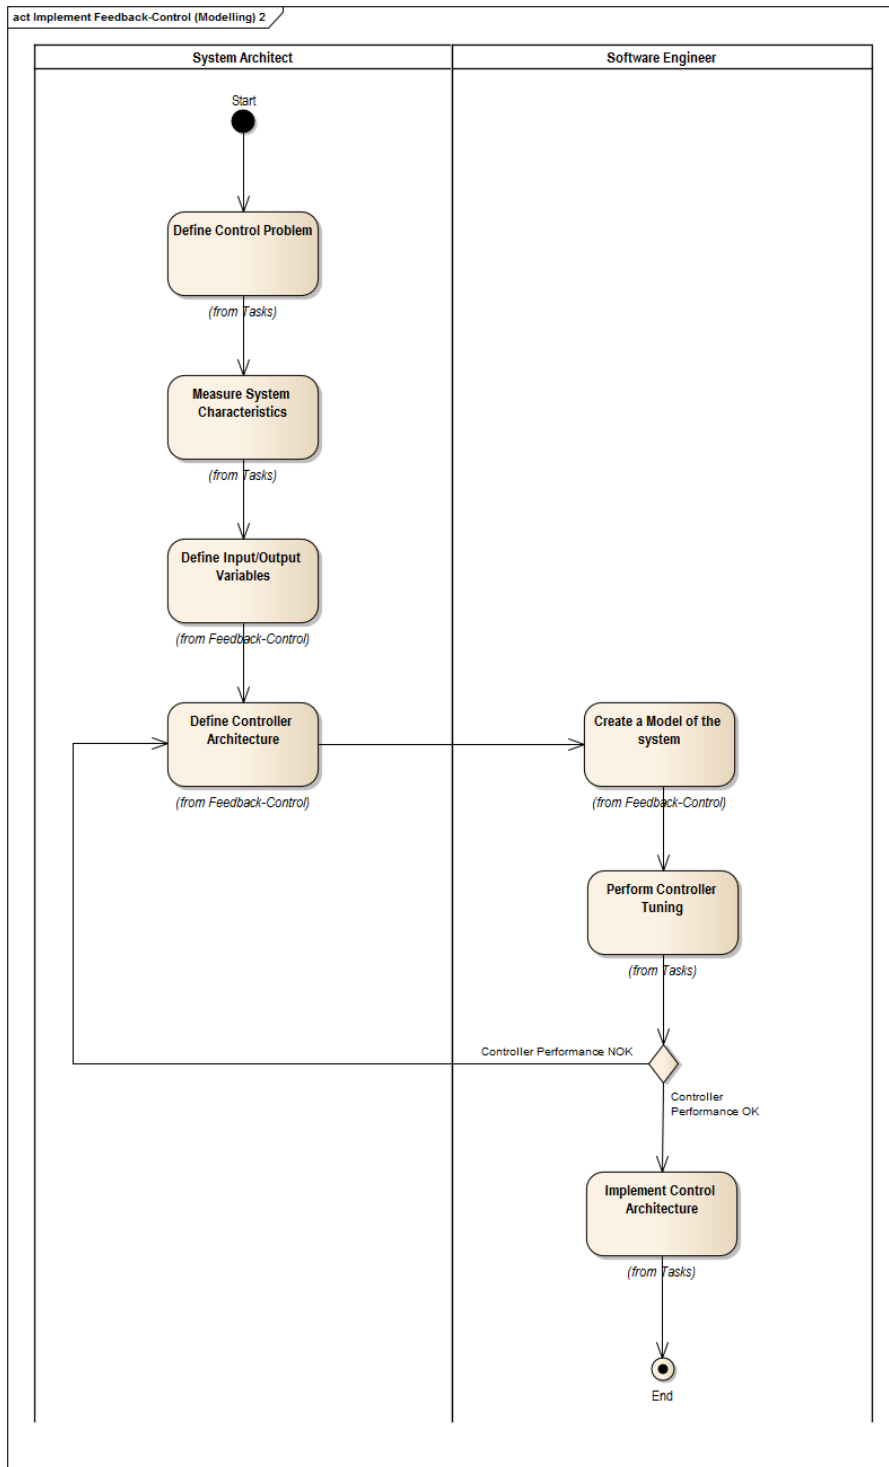 act Implement Feedback-Control (Modelling) 2
System Architect
Software Engineer
Start
Define Control Problem
(from Tasks)
Measure System
Characteristics
(from Tasks)
Define Input/Output
Variables
(from Feedback-Control)
Define Controller
Architecture
(from Feedback-Control)
Create a Model of the
system
(from Feedback-Control)
Perform Controller
Tuning
(from Tasks)
Controller Performance NOK
Controller
Performance OK
Implement Control
Architecture
(from Tasks)
End